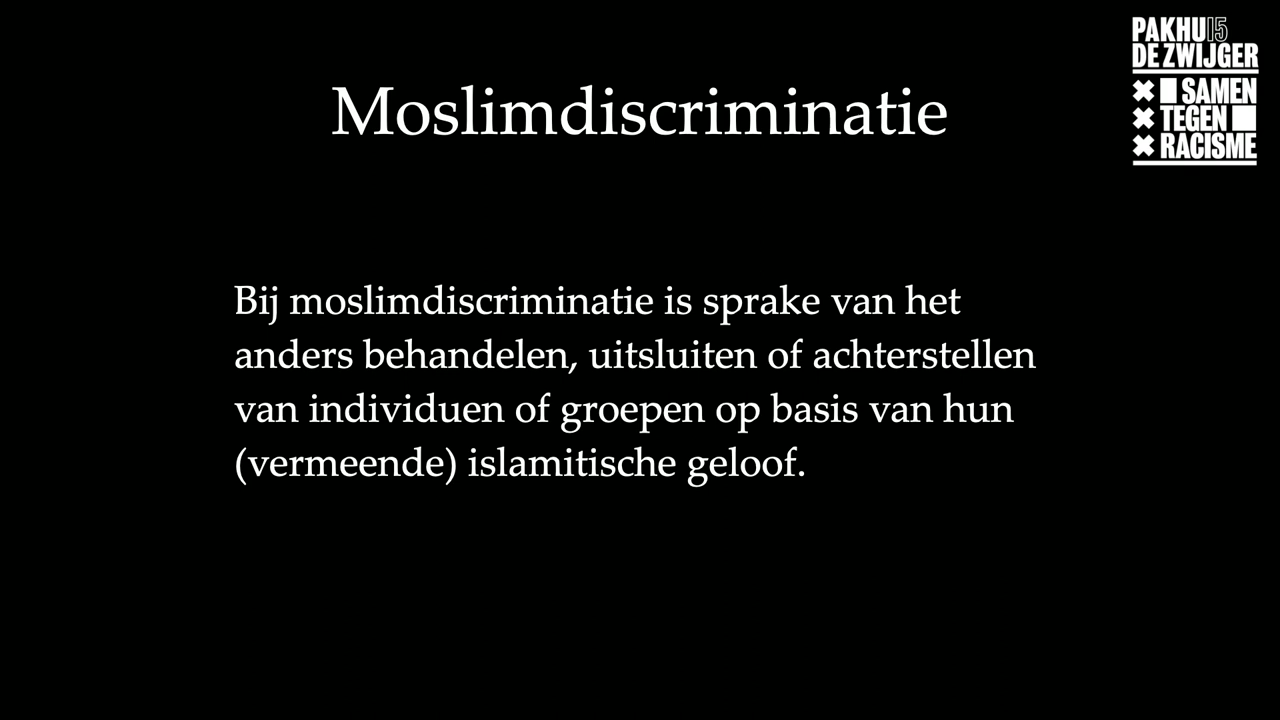 Moslimdiscriminatie
PAKHU15
DE ZWIJGER
SAMEN
TEGEN
RACISME
Bij moslimdiscriminatie is sprake van het
anders behandelen, uitsluiten of achterstellen
van individuen of groepen op basis van hun
(vermeende) islamitische geloof.